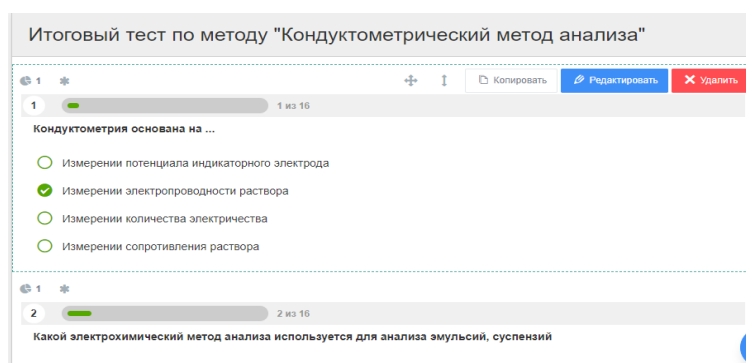 Итоговый тест по методу "Кондуктометрический метод анализа"
1
Копировать
Редактировать
Удалить
1
1 из 16
Кондуктометрия основана на ...
Измерении потенциала индикаторного электрода
Измерении электропроводности раствора
Измерении количества электричества
Измерении сопротивления раствора
1
2
2 из 16
Какой электрохимический метод анализа используется для анализа эмульсий, суспензий